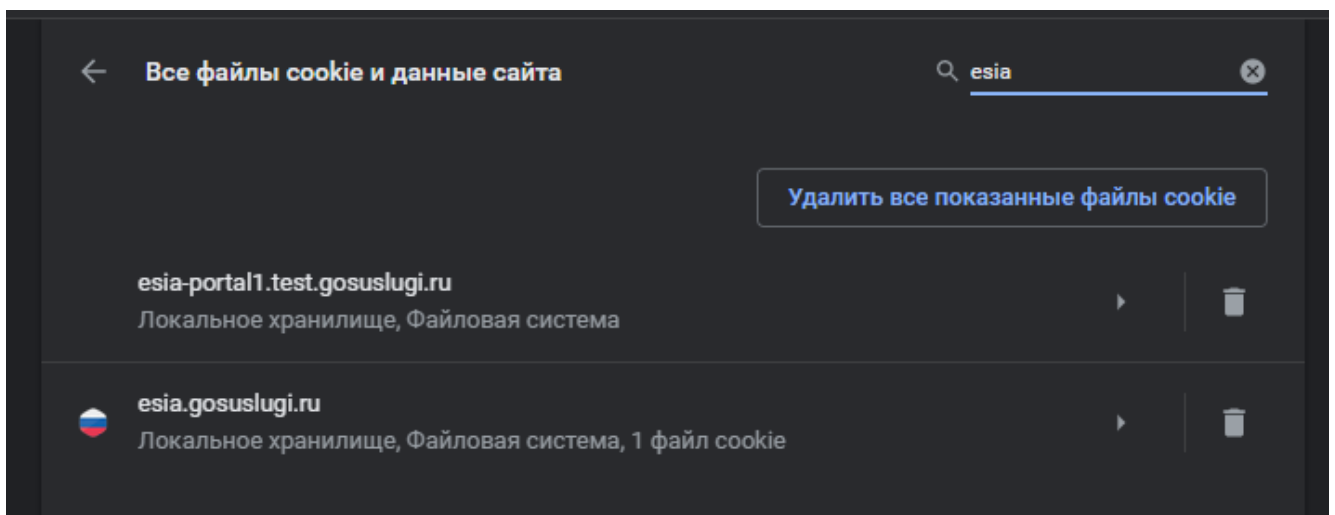 Все файлы cookie и данные сайта
esia
Удалить все показанные файлы cookie
esia-portal1.test.gosuslugi.ru
Локальное хранилище, Файловая система
esia.gosuslugi.ru
Локальное хранилище, Файловая система, 1 файл cookie